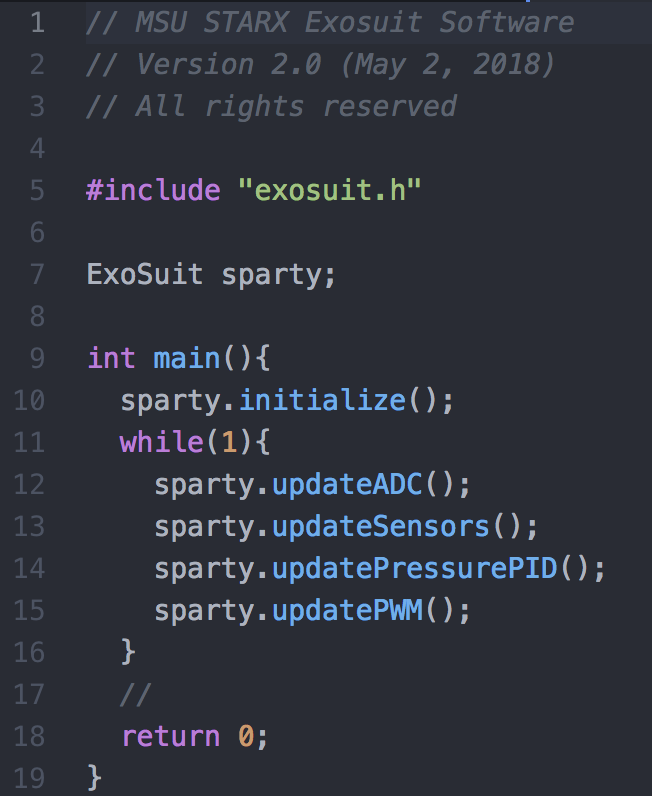 1 // MSU STARX Exosuit Software
2 // Version 2.0 (May 2, 2018)
3 // All rights reserved
4
5 #include "exosuit.h"
6
7 ExoSuit sparty;
8
9 int main(){
10   sparty.initialize();
11   while(1){
12     sparty.updateADC();
13     sparty.updateSensors();
14     sparty.updatePressurePID();
15     sparty.updatePWM();
16   }
17   //
18   return 0;
19 }